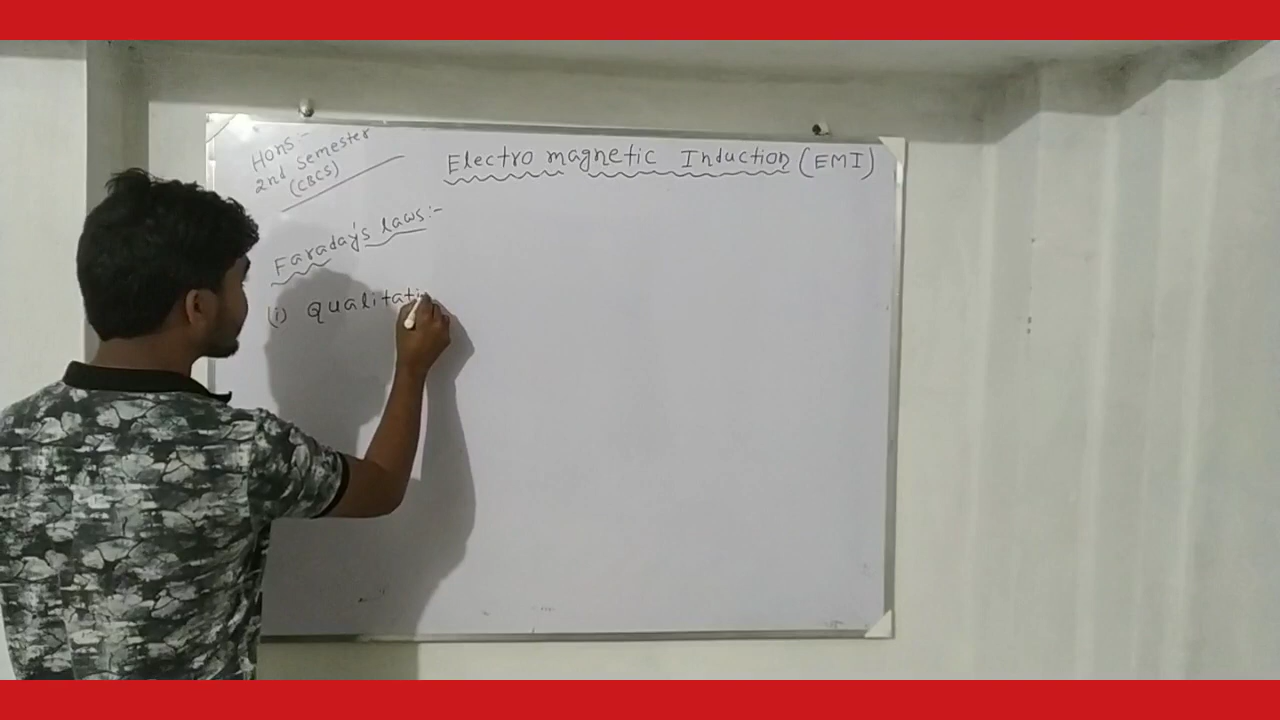 Hons:-
2nd Semester
(CBCS)
Electro magnetic Induction (EMI)
Faraday's laws:-
(i) Qualitati